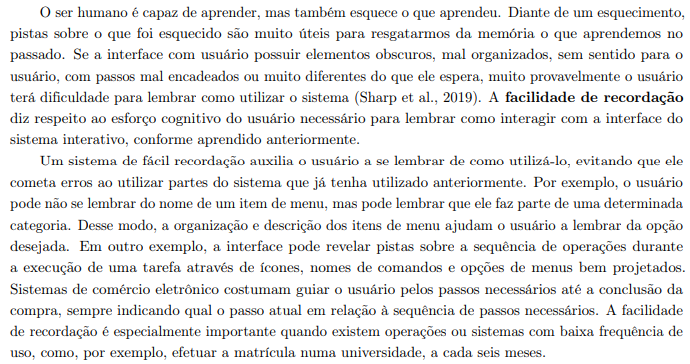 O ser humano é capaz de aprender, mas também esquece o que aprendeu. Diante de um esquecimento,
pistas sobre o que foi esquecido são muito úteis para resgatarmos da memória o que aprendemos no
passado. Se a interface com usuário possuir elementos obscuros, mal organizados, sem sentido para o
usuário, com passos mal encadeados ou muito diferentes do que ele espera, muito provavelmente o usuário
terá dificuldade para lembrar como utilizar o sistema (Sharp et al., 2019). A facilidade de recordação
diz respeito ao esforço cognitivo do usuário necessário para lembrar como interagir com a interface do
sistema interativo, conforme aprendido anteriormente.
Um sistema de fácil recordação auxilia o usuário a se lembrar de como utilizá-lo, evitando que ele
cometa erros ao utilizar partes do sistema que já tenha utilizado anteriormente. Por exemplo, o usuário
pode não se lembrar do nome de um item de menu, mas pode lembrar que ele faz parte de uma determinada
categoria. Desse modo, a organização e descrição dos itens de menu ajudam o usuário a lembrar da opção
desejada. Em outro exemplo, a interface pode revelar pistas sobre a sequência de operações durante
a execução de uma tarefa através de ícones, nomes de comandos e opções de menus bem projetados.
Sistemas de comércio eletrônico costumam guiar o usuário pelos passos necessários até a conclusão da
compra, sempre indicando qual o passo atual em relação à sequência de passos necessários. A facilidade
de recordação é especialmente importante quando existem operações ou sistemas com baixa frequência de
uso, como, por exemplo, efetuar a matrícula numa universidade, a cada seis meses.